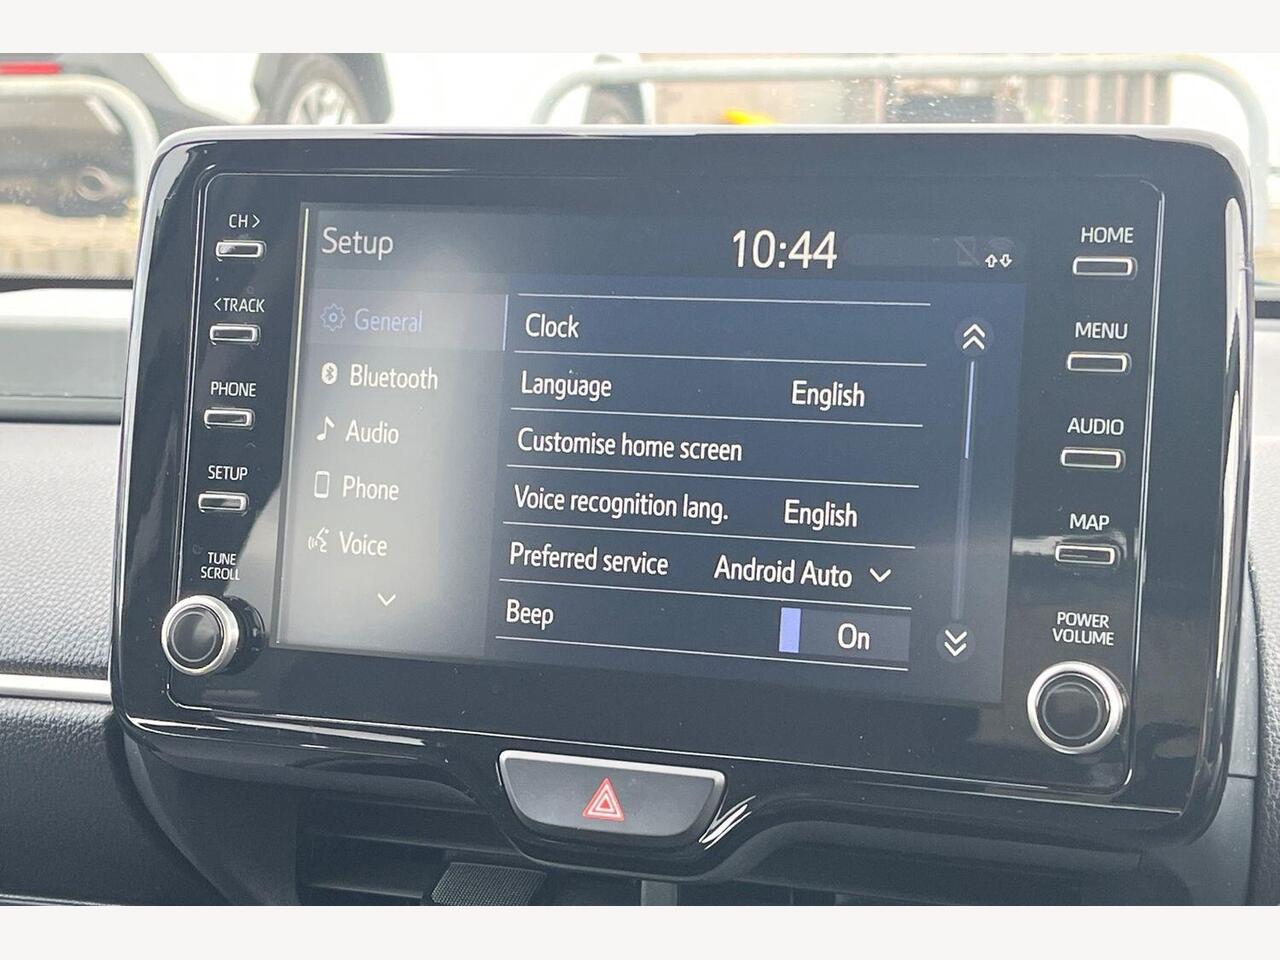 CH >
< TRACK
PHONE
SETUP
TUNE
SCROLL
Setup
10:44
General
Bluetooth
Audio
Phone
Voice
Clock
Language English
Customise home screen
Voice recognition lang. English
Preferred service Android Auto
Beep On
HOME
MENU
AUDIO
MAP
POWER
VOLUME